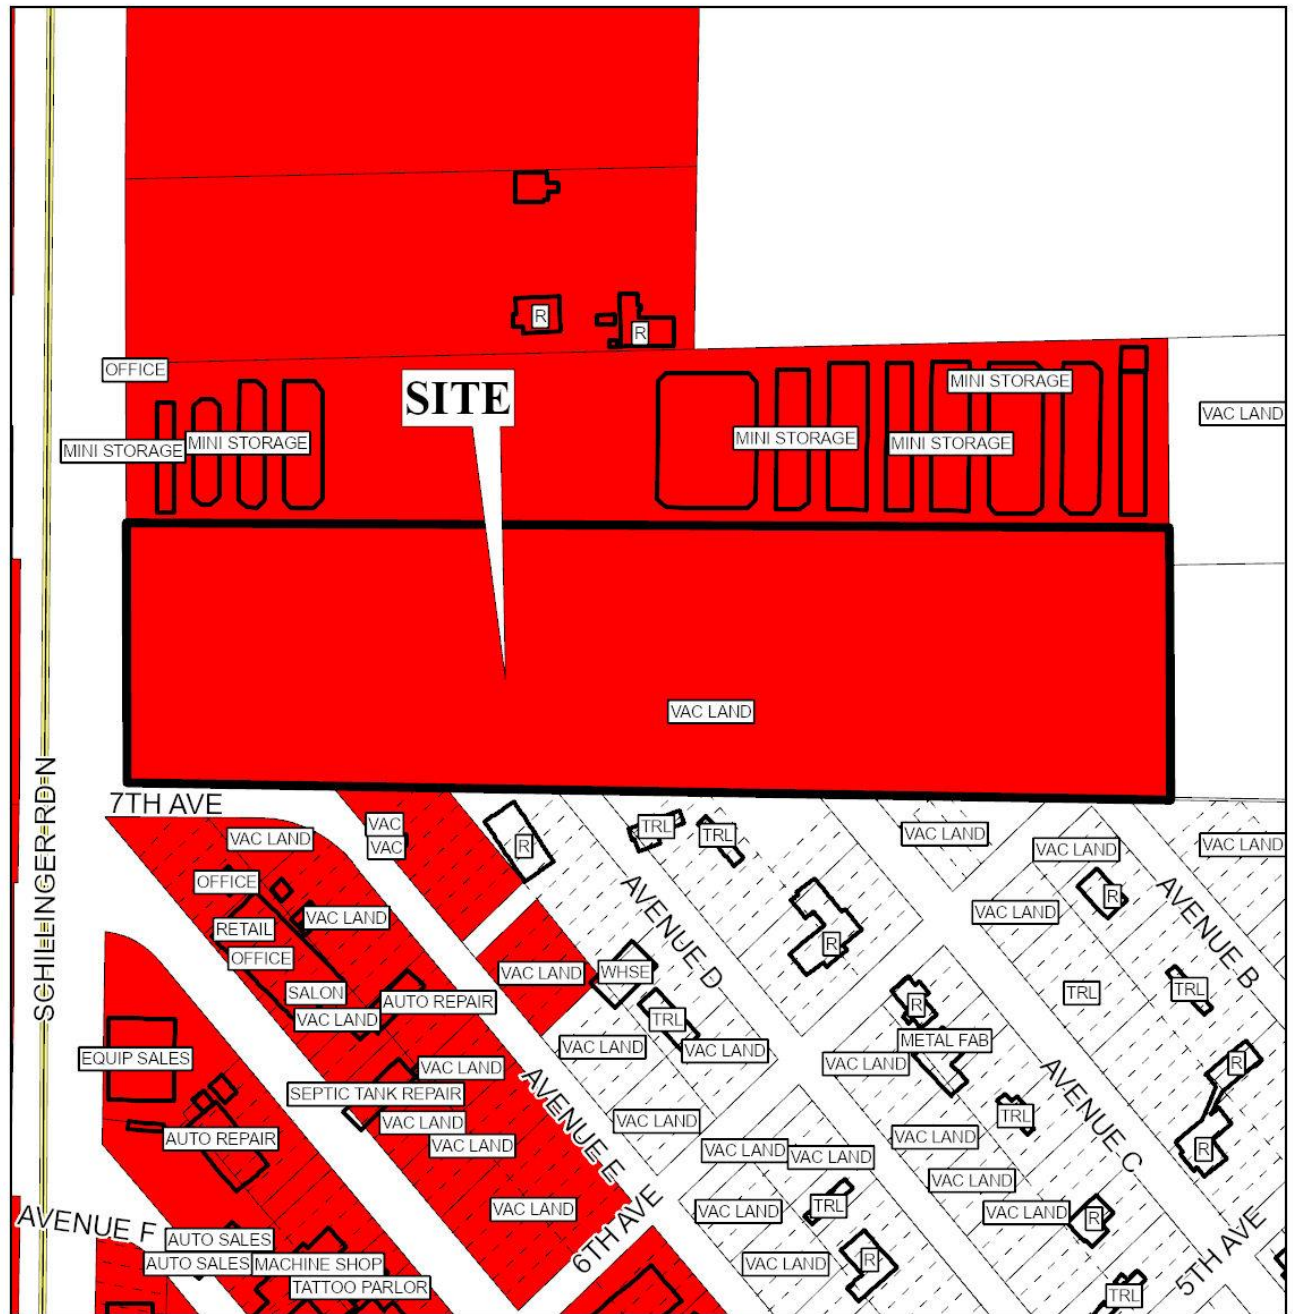 R
R
OFFICE
SITE
MINI STORAGE
VAC LAND
MINI STORAGE
MINI STORAGE
MINI STORAGE
MINI STORAGE
VAC LAND
SCHILLINGER RD N
7TH AVE
VAC LAND
VAC
VAC
R
TRL
TRL
VAC LAND
VAC LAND
VAC LAND
OFFICE
RETAIL
OFFICE
VAC LAND
SALON
VAC LAND
AUTO REPAIR
VAC LAND
WHSE
AVENUE D
TRL
R
VAC LAND
R
AVENUE B
TRL
TRL
R
METAL FAB
VAC LAND
VAC LAND
VAC LAND
EQUIP SALES
VAC LAND
SEPTIC TANK REPAIR
VAC LAND
VAC LAND
AUTO REPAIR
AVENUE E
VAC LAND
TRL
AVENUE C
R
R
VAC LAND
VAC LAND
VAC LAND
VAC LAND
VAC LAND
VAC LAND
TRL
VAC LAND
R
AVENUE F
AUTO SALES
AUTO SALES
MACHINE SHOP
TATTOO PARLOR
6TH AVE
VAC LAND
R
5TH AVE
TRL